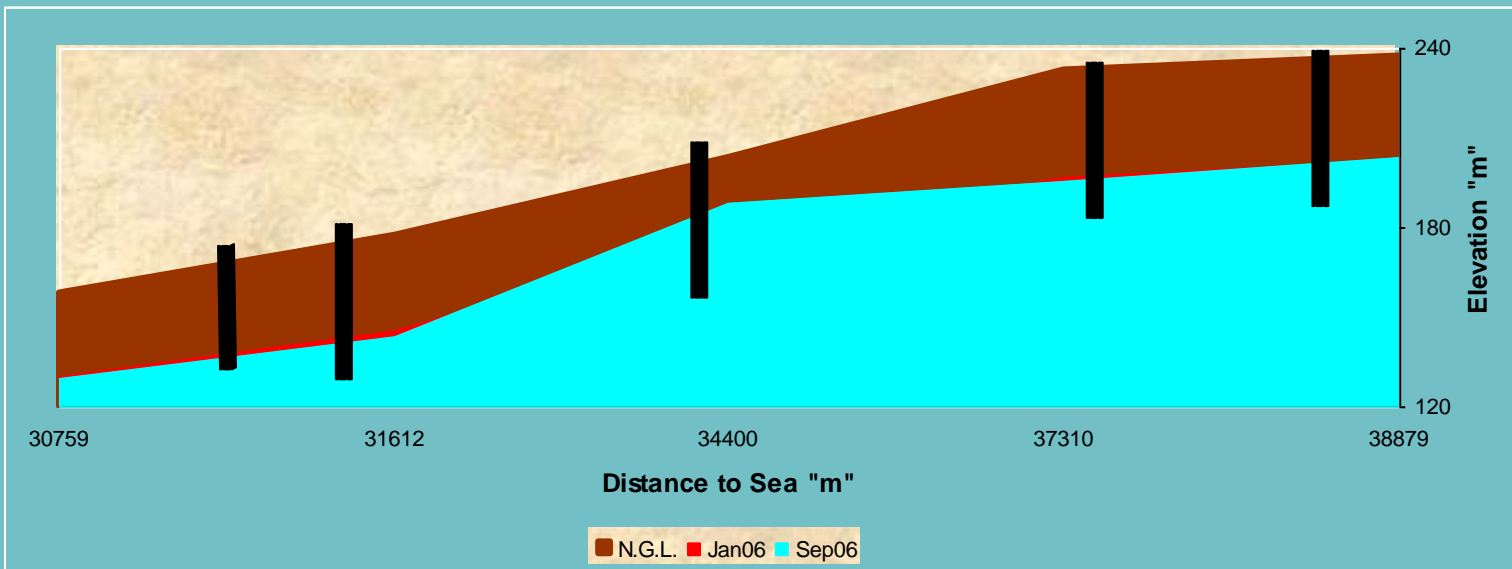 240
180
120
Elevation "m"
30759 31612 34400 37310 38879
Distance to Sea "m"
N.G.L. Jan06 Sep06